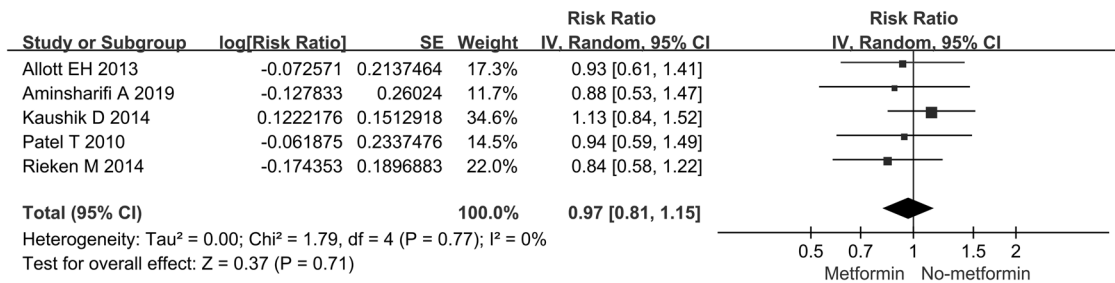 Risk Ratio Risk Ratio
Study or Subgroup log[Risk Ratio] SE Weight IV, Random, 95% CI IV, Random, 95% CI
Allott EH 2013 -0.072571 0.2137464 17.3% 0.93 [0.61, 1.41]
Aminsharifi A 2019 -0.127833 0.26024 11.7% 0.88 [0.53, 1.47]
Kaushik D 2014 0.1222176 0.1512918 34.6% 1.13 [0.84, 1.52]
Patel T 2010 -0.061875 0.2337476 14.5% 0.94 [0.59, 1.49]
Rieken M 2014 -0.174353 0.1896883 22.0% 0.84 [0.58, 1.22]
Total (95% CI) 100.0% 0.97 [0.81, 1.15]
Heterogeneity: Tau² = 0.00; Chi² = 1.79, df = 4 (P = 0.77); I² = 0%
Test for overall effect: Z = 0.37 (P = 0.71)
0.5 0.7 1 1.5 2
Metformin No-metformin